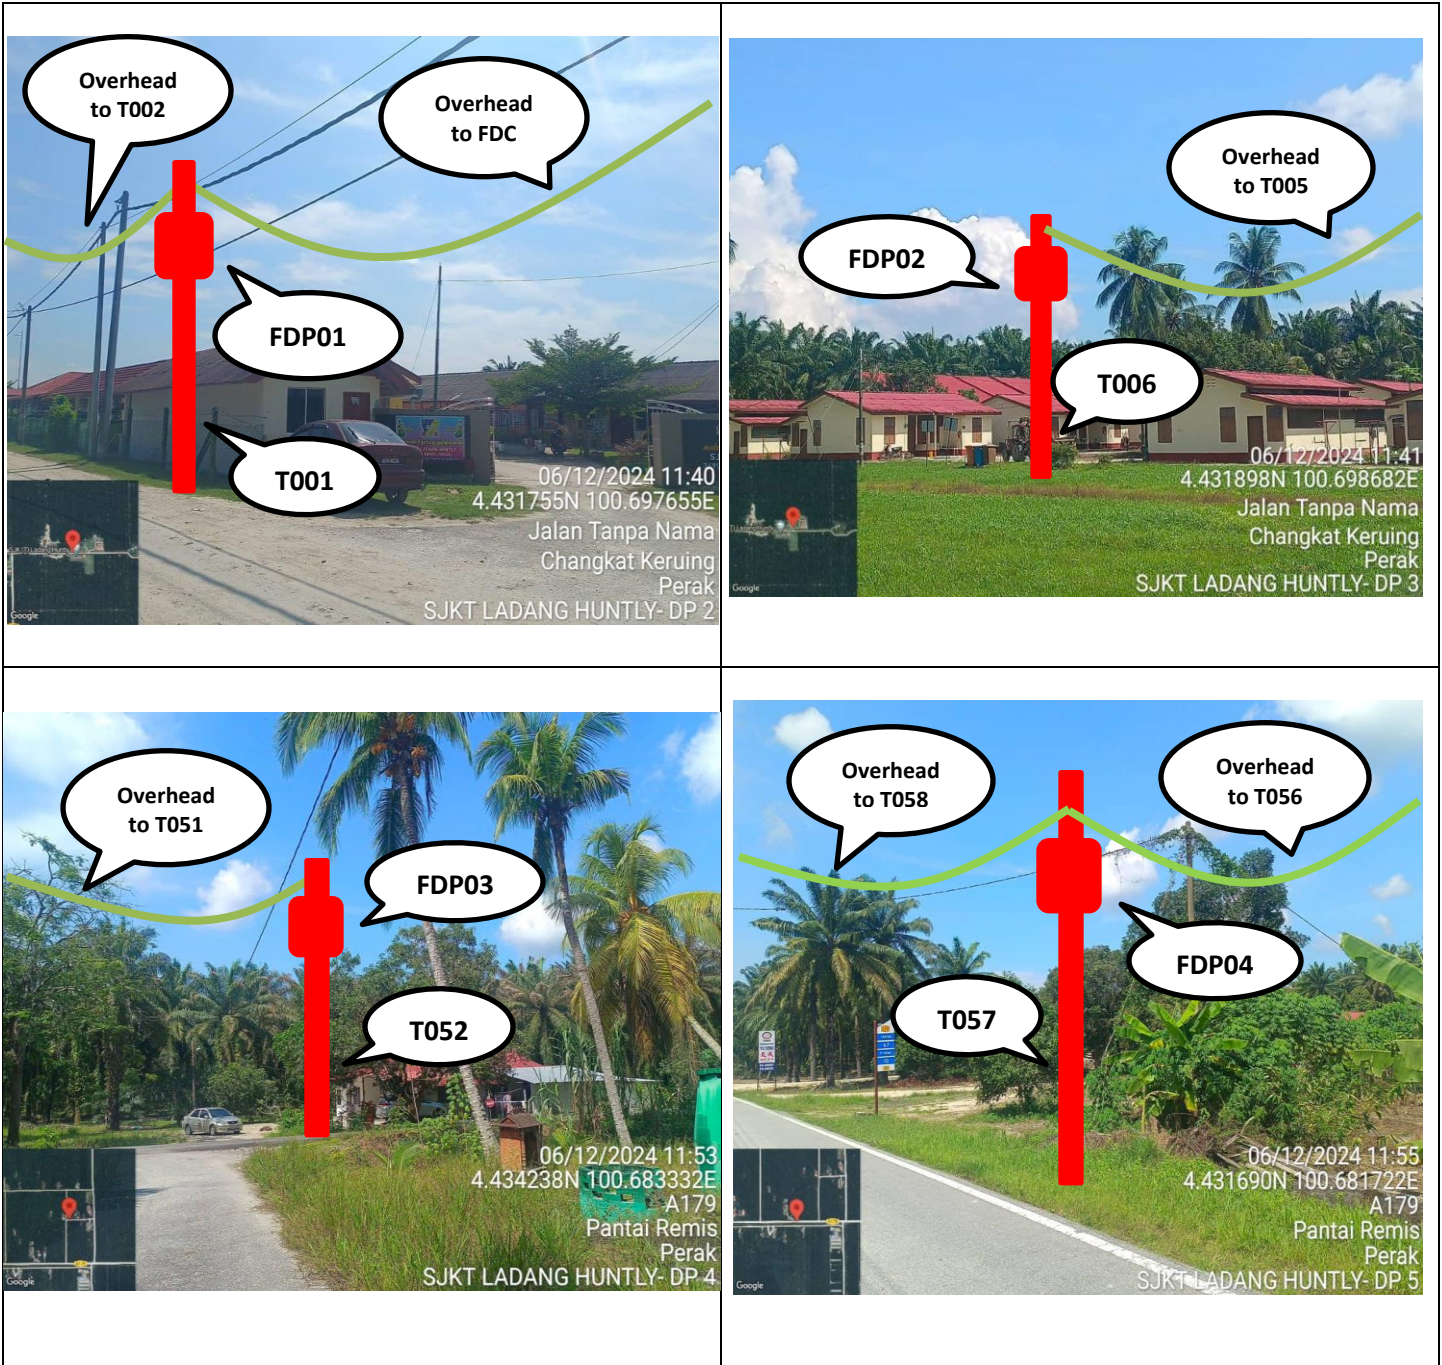 Overhead
to T002
Overhead
to FDC
FDP01
T001
06/12/2024 11:40
4.431755N 100.697655E
Jalan Tanpa Nama
Changkat Keruing
Perak
SJKT LADANG HUNTLY- DP 2
Google
Overhead
to T005
FDP02
T006
06/12/2024 11:41
4.431898N 100.698682E
Jalan Tanpa Nama
Changkat Keruing
Perak
SJKT LADANG HUNTLY- DP 3
Google
Overhead
to T051
FDP03
T052
06/12/2024 11:53
4.434238N 100.683332E
A179
Pantai Remis
Perak
SJKT LADANG HUNTLY- DP 4
Google
Overhead
to T058
Overhead
to T056
FDP04
T057
06/12/2024 11:55
4.431690N 100.681722E
A179
Pantai Remis
Perak
SJKT LADANG HUNTLY- DP 5
Google